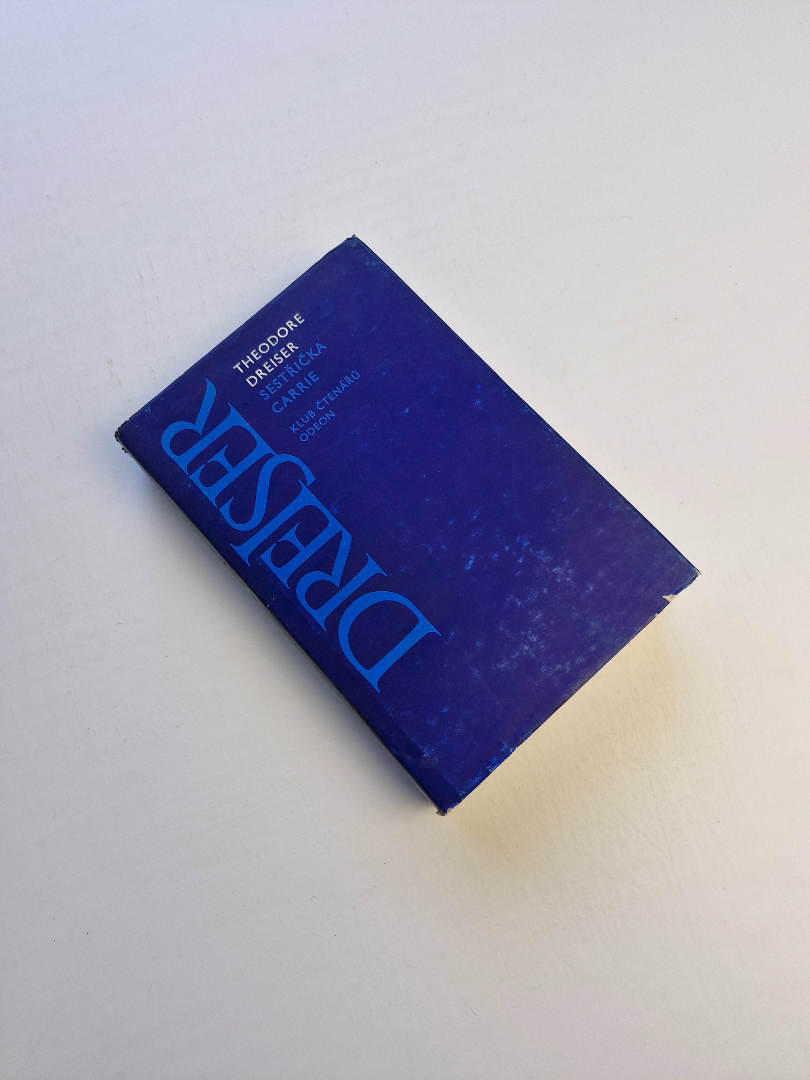 THEODORE
DREISER
SESTŘIČKA
CARRIE
KLUB ČTENÁŘŮ
ODEON
DREISER